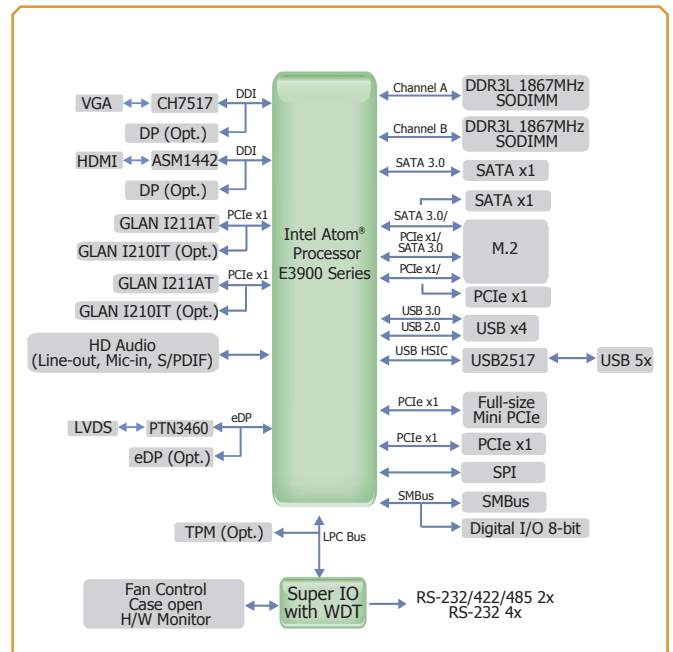 VGA
CH7517
DDI
DP (Opt.)
HDMI
ASM1442
DDI
DP (Opt.)
GLAN I211AT
PCIe x1
GLAN I210IT (Opt.)
GLAN I211AT
PCIe x1
GLAN I210IT (Opt.)
HD Audio
(Line-out, Mic-in, S/PDIF)
LVDS
PTN3460
eDP
eDP (Opt.)
Intel Atom®
Processor
E3900 Series
Channel A
DDR3L 1867MHz
SODIMM
Channel B
DDR3L 1867MHz
SODIMM
SATA 3.0
SATA x1
SATA x1
SATA 3.0/
PCIe x1/
SATA 3.0
M.2
PCIe x1/
PCIe x1
USB 3.0
USB 2.0
USB x4
USB HSIC
USB2517
USB 5x
PCIe x1
Full-size
Mini PCIe
PCIe x1
PCIe x1
SPI
SMBus
SMBus
Digital I/O 8-bit
TPM (Opt.)
LPC Bus
Fan Control
Case open
H/W Monitor
Super IO
with WDT
RS-232/422/485 2x
RS-232 4x